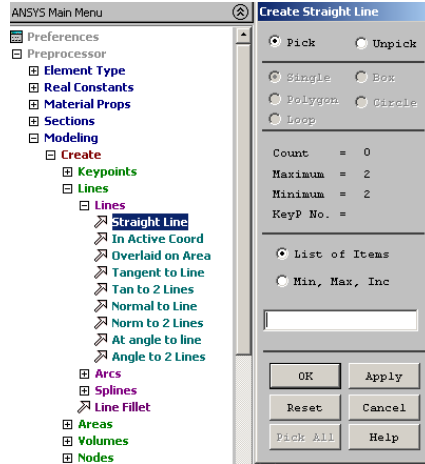 ANSYS Main Menu
Preferences
Preprocessor
Element Type
Real Constants
Material Props
Sections
Modeling
Create
Keypoints
Lines
Lines
Straight Line
In Active Coord
Overlaid on Area
Tangent to Line
Tan to 2 Lines
Normal to Line
Norm to 2 Lines
At angle to line
Angle to 2 Lines
Arcs
Splines
Line Fillet
Areas
Volumes
Nodes
Create Straight Line
Pick Unpick
Single Box
Polygon Circle
Loop
Count = 0
Maximum = 2
Minimum = 2
KeyP No. =
List of Items
Min, Max, Inc
OK Apply
Reset Cancel
Pick All Help